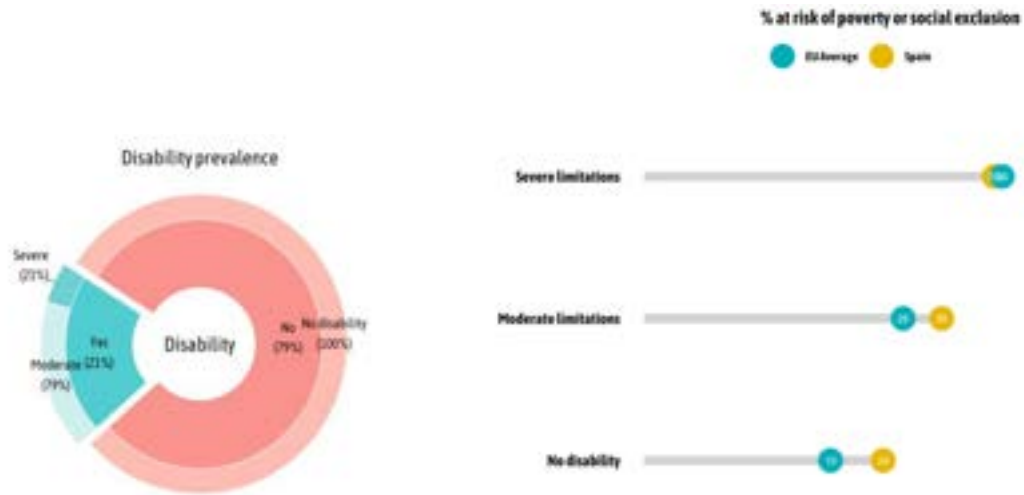 % at risk of poverty or social exclusion
EU Average
Spain
Disability prevalence
Severe
(21%)
Yes
(21%)
Moderate
(79%)
Disability
No
(79%)
No disability
(100%)
Severe limitations
Moderate limitations
No disability